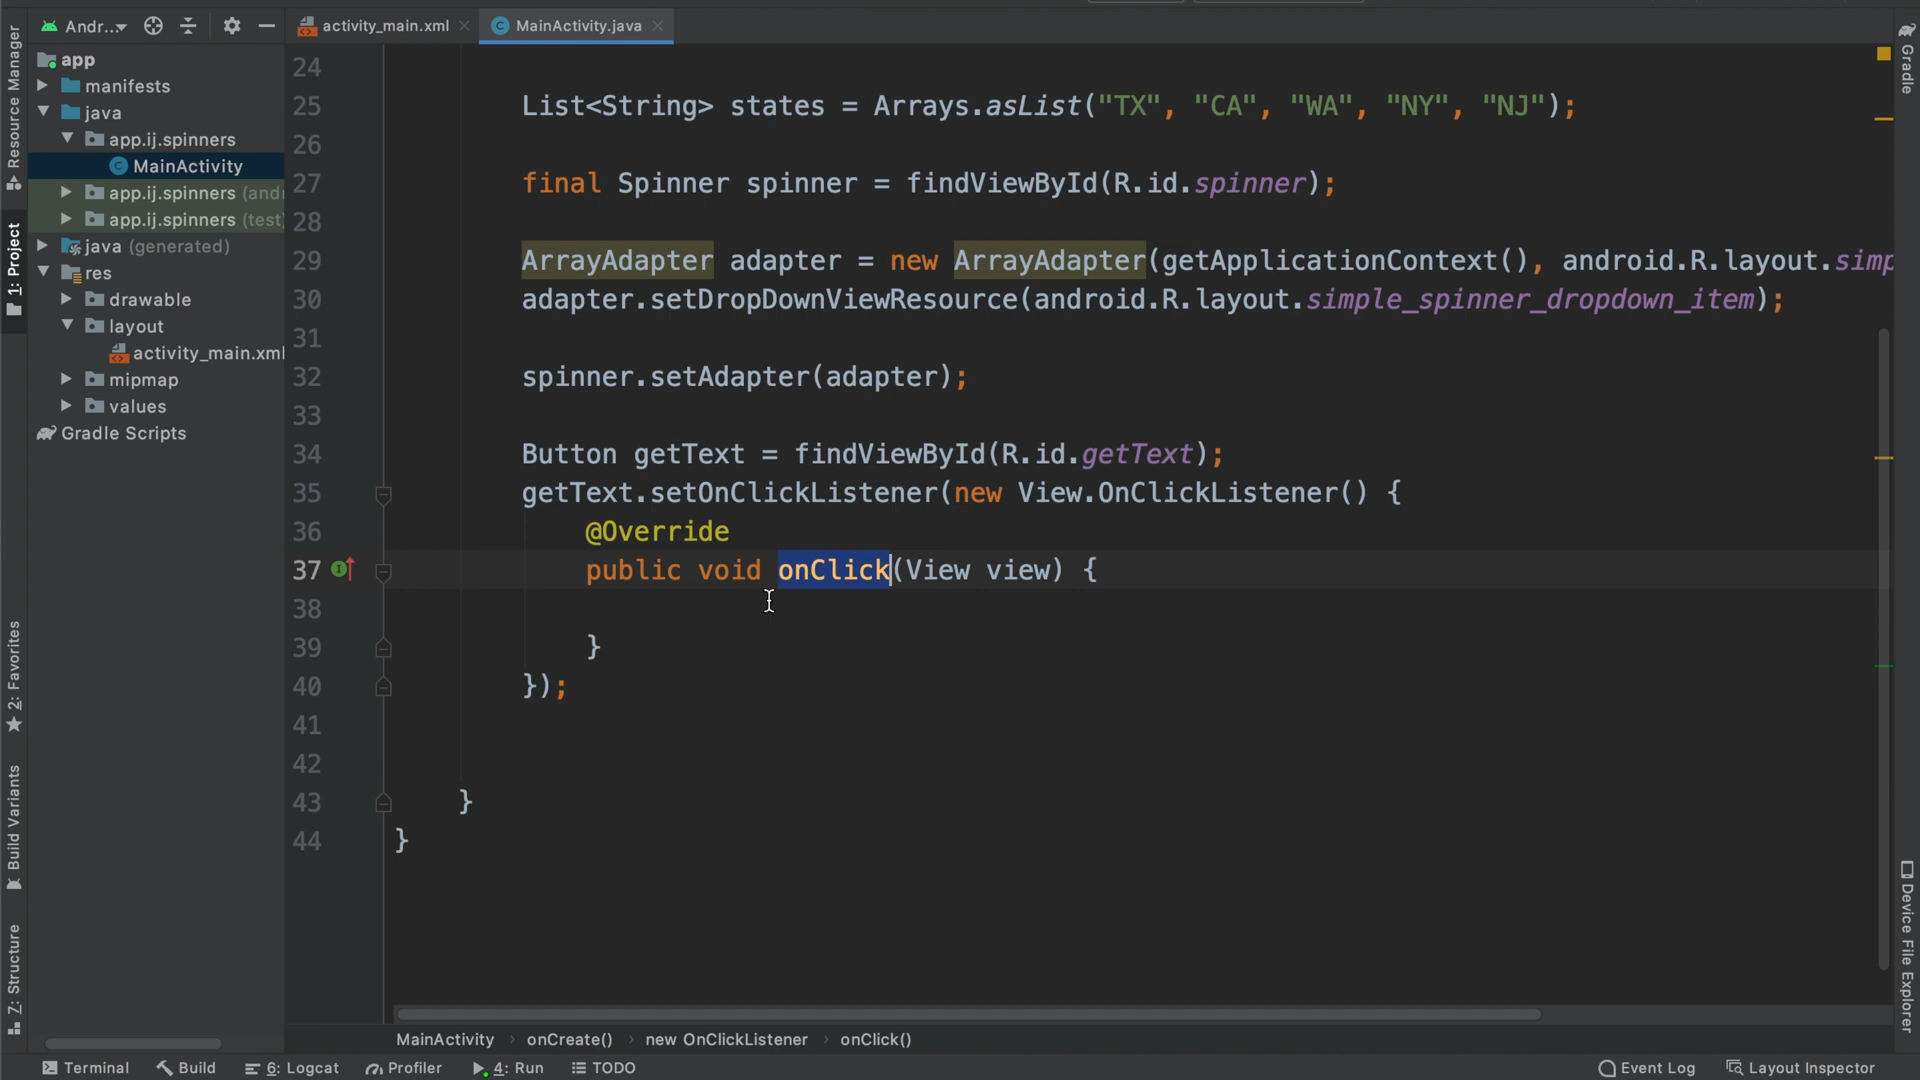 Andr...
activity_main.xml
MainActivity.java
app
manifests
java
app.ij.spinners
MainActivity
app.ij.spinners (and
app.ij.spinners (test
java (generated)
res
drawable
layout
activity_main.xml
mipmap
values
Gradle Scripts
Resource Manager
1: Project
2: Favorites
Build Variants
Z: Structure
24
25 List<String> states = Arrays.asList("TX", "CA", "WA", "NY", "NJ");
26
27 final Spinner spinner = findViewById(R.id.spinner);
28
29 ArrayAdapter adapter = new ArrayAdapter(getApplicationContext(), android.R.layout.simp
30 adapter.setDropDownViewResource(android.R.layout.simple_spinner_dropdown_item);
31
32 spinner.setAdapter(adapter);
33
34 Button getText = findViewById(R.id.getText);
35 getText.setOnClickListener(new View.OnClickListener() {
36 @Override
37 public void onClick(View view) {
38
39 }
40 });
41
42
43 }
44 }
Gradle
Device File Explorer
MainActivity › onCreate() › new OnClickListener › onClick()
Terminal Build 6: Logcat Profiler 4: Run TODO Event Log Layout Inspector